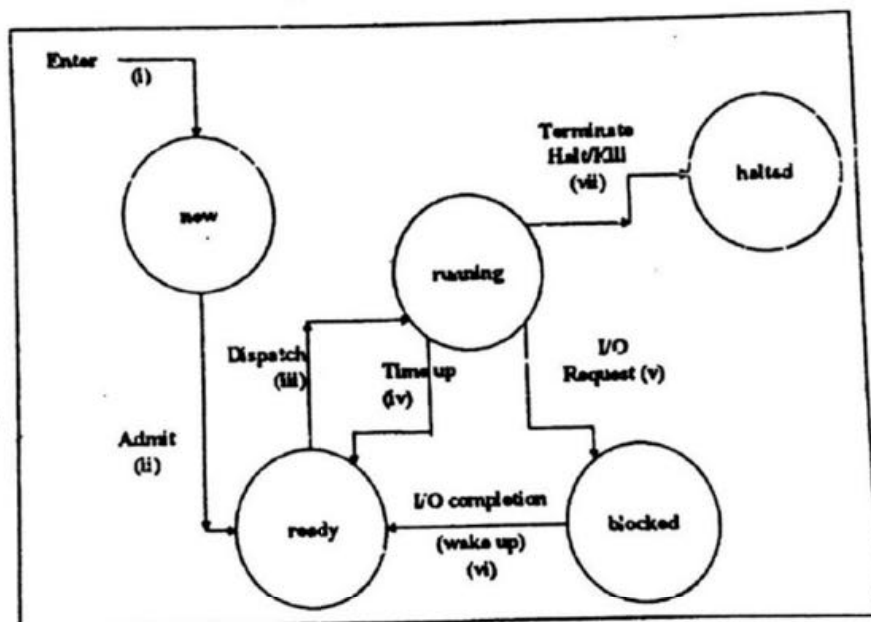 Enter
(i)
new
Terminate
Halt/Kill
(vii)
halted
running
Dispatch
(iii)
Time up
(iv)
I/O
Request (v)
Admit
(ii)
ready
I/O completion
(wake up)
(vi)
blocked